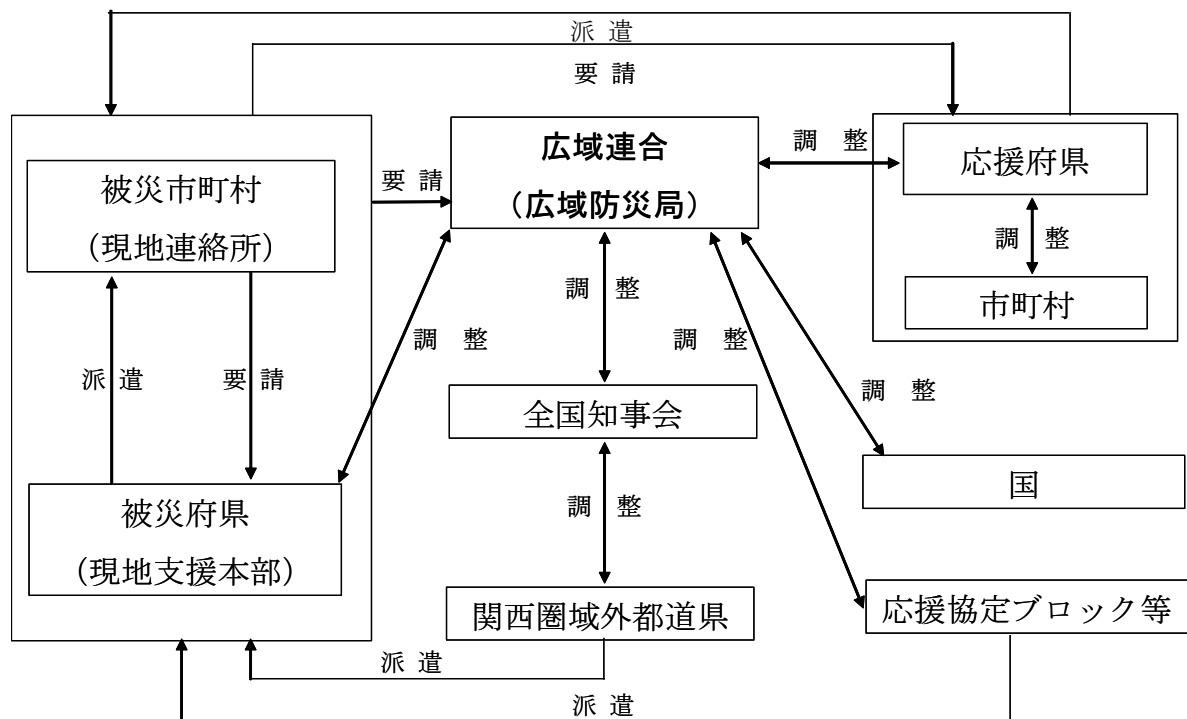 派 遣
要 請
広域連合
（広域防災局）
調 整
応援府県
調 整
市町村
被災市町村
（現地連絡所）
要 請
調 整
調 整
調 整
調 整
派 遣
要 請
全国知事会
国
被災府県
（現地支援本部）
調 整
関西圏域外都道県
応援協定ブロック等
派 遣
派 遣